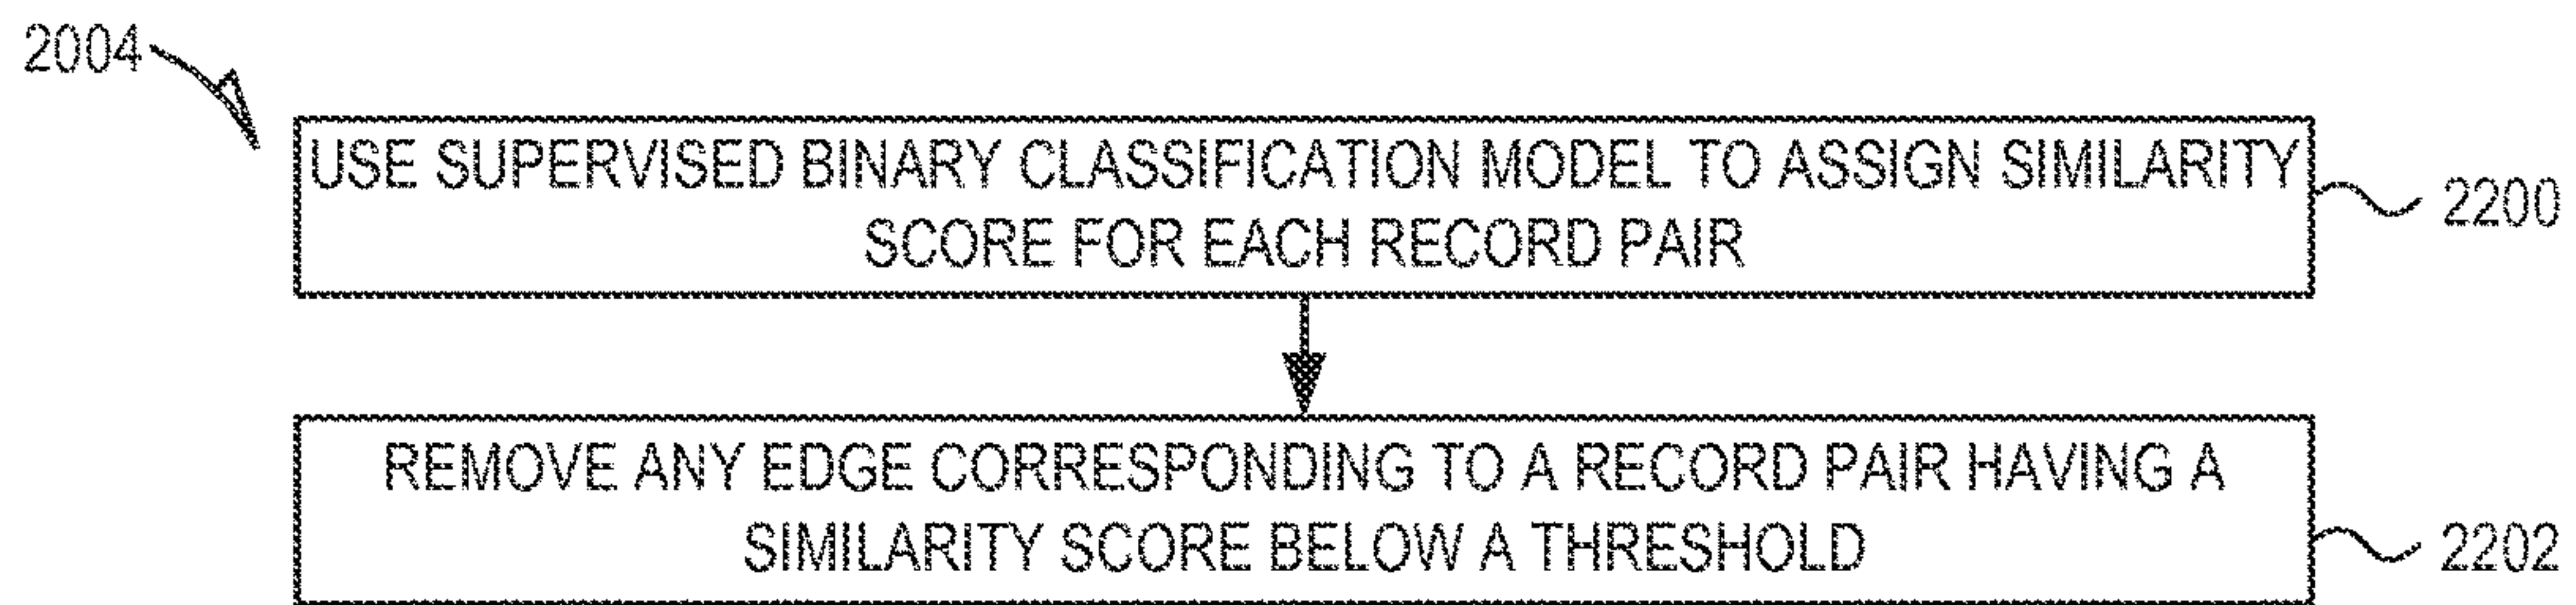 2004
USE SUPERVISED BINARY CLASSIFICATION MODEL TO ASSIGN SIMILARITY
SCORE FOR EACH RECORD PAIR
2200
REMOVE ANY EDGE CORRESPONDING TO A RECORD PAIR HAVING A
SIMILARITY SCORE BELOW A THRESHOLD
2202